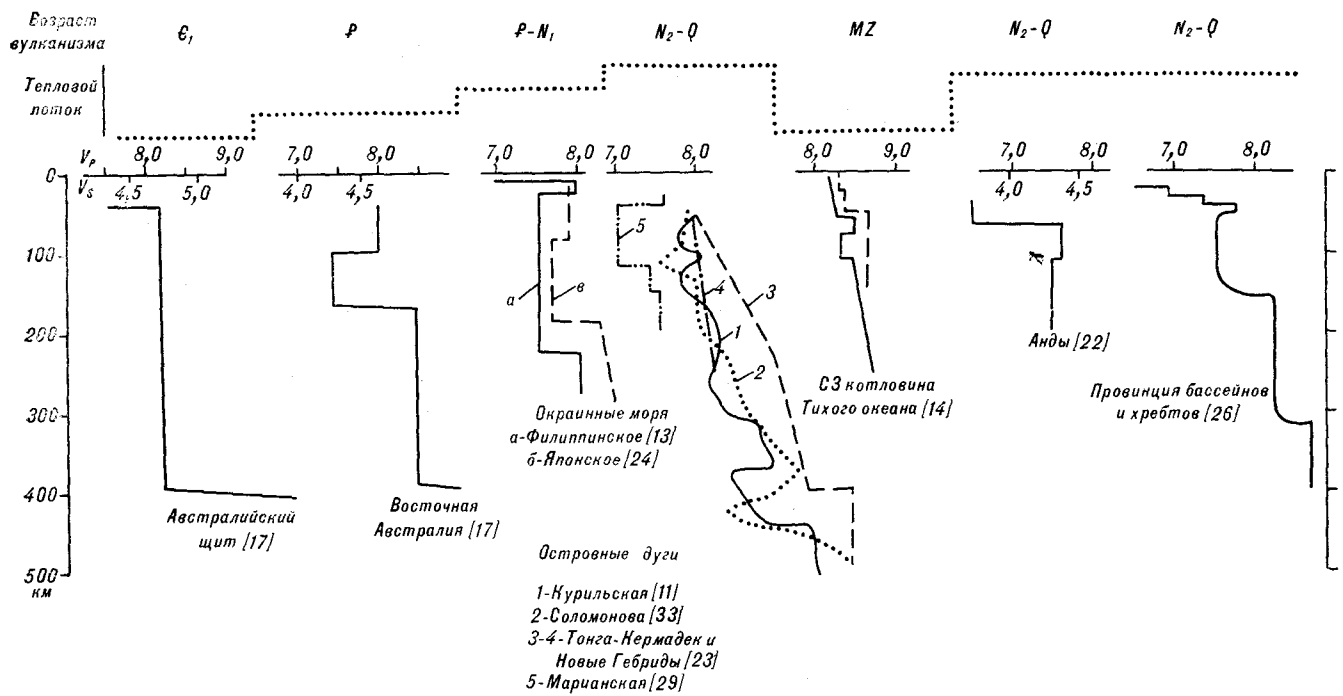 Возраст вулканизма
Є₁
₽
₽-N₁
N₂-Q
MZ
N₂-Q
N₂-Q
Тепловой поток
Vₚ
8,0 9,0
7,0 8,0
7,0 8,0
7,0 8,0
8,0 9,0
7,0 8,0
7,0 8,0
Vₛ
4,5 5,0
4,0 4,5
4,0 4,5
0
100
200
300
400
500
км
а
в
5
4
3
1
2
Австралийский
щит [17]
Восточная
Австралия [17]
Окраинные моря
а-Филиппинское [13]
б-Японское [24]
СЗ котловина
Тихого океана [14]
Анды [22]
Провинция бассейнов
и хребтов [26]
Островные дуги
1-Курильская [11]
2-Соломонова [33]
3-4-Тонга-Кермадек и
Новые Гебриды [23]
5-Марианская [29]